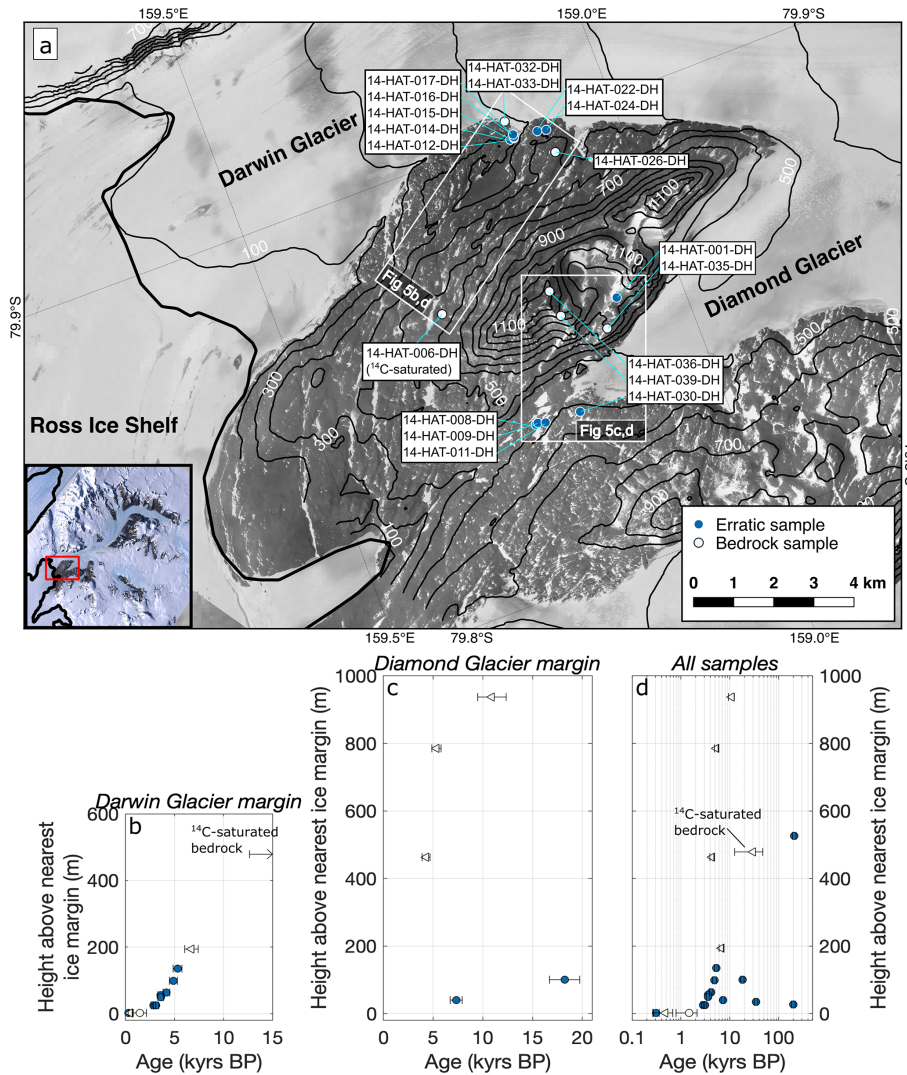 159.5°E
159.0°E
79.9°S
a
70
14-HAT-017-DH
14-HAT-016-DH
14-HAT-015-DH
14-HAT-014-DH
14-HAT-012-DH
14-HAT-032-DH
14-HAT-033-DH
14-HAT-022-DH
14-HAT-024-DH
14-HAT-026-DH
Darwin Glacier
500
700
1100
100
900
1100
14-HAT-001-DH
14-HAT-035-DH
Diamond Glacier
Fig 5b,d
79.9°S
1100
500
500
14-HAT-006-DH
(¹⁴C-saturated)
14-HAT-036-DH
14-HAT-039-DH
14-HAT-030-DH
300
500
Ross Ice Shelf
300
14-HAT-008-DH
14-HAT-009-DH
14-HAT-011-DH
Fig 5c,d
700
900
100
Erratic sample
Bedrock sample
0 1 2 3 4 km
159.5°E
79.8°S
159.0°E
Darwin Glacier margin
b
Height above nearest
ice margin (m)
600
400
200
0
¹⁴C-saturated
bedrock
0 5 10 15
Age (kyrs BP)
Diamond Glacier margin
c
Height above nearest ice margin (m)
1000
800
600
400
200
0
0 5 10 15 20
Age (kyrs BP)
All samples
d
¹⁴C-saturated
bedrock
1000
800
600
400
200
0
Height above nearest ice margin (m)
0.1 1 10 100
Age (kyrs BP)